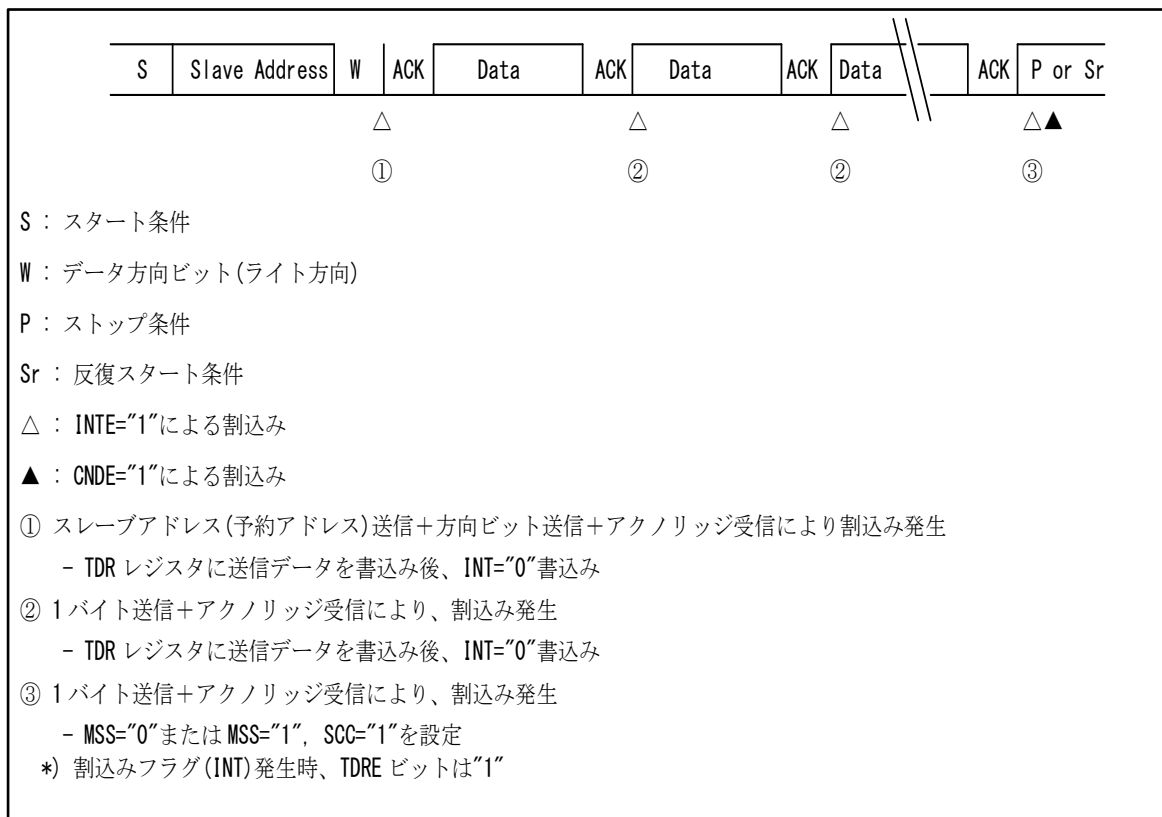 S Slave Address W ACK Data ACK Data ACK Data ACK P or Sr
△ △ △ △▲
① ② ② ③
S : スタート条件
W : データ方向ビット(ライト方向)
P : ストップ条件
Sr : 反復スタート条件
△ : INTE="1"による割込み
▲ : CNDE="1"による割込み
① スレーブアドレス(予約アドレス)送信＋方向ビット送信＋アクノリッジ受信により割込み発生
- TDR レジスタに送信データを書込み後、INT="0"書込み
② 1バイト送信＋アクノリッジ受信により、割込み発生
- TDR レジスタに送信データを書込み後、INT="0"書込み
③ 1バイト送信＋アクノリッジ受信により、割込み発生
- MSS="0"または MSS="1", SCC="1"を設定
*) 割込みフラグ(INT)発生時、TDRE ビットは"1"